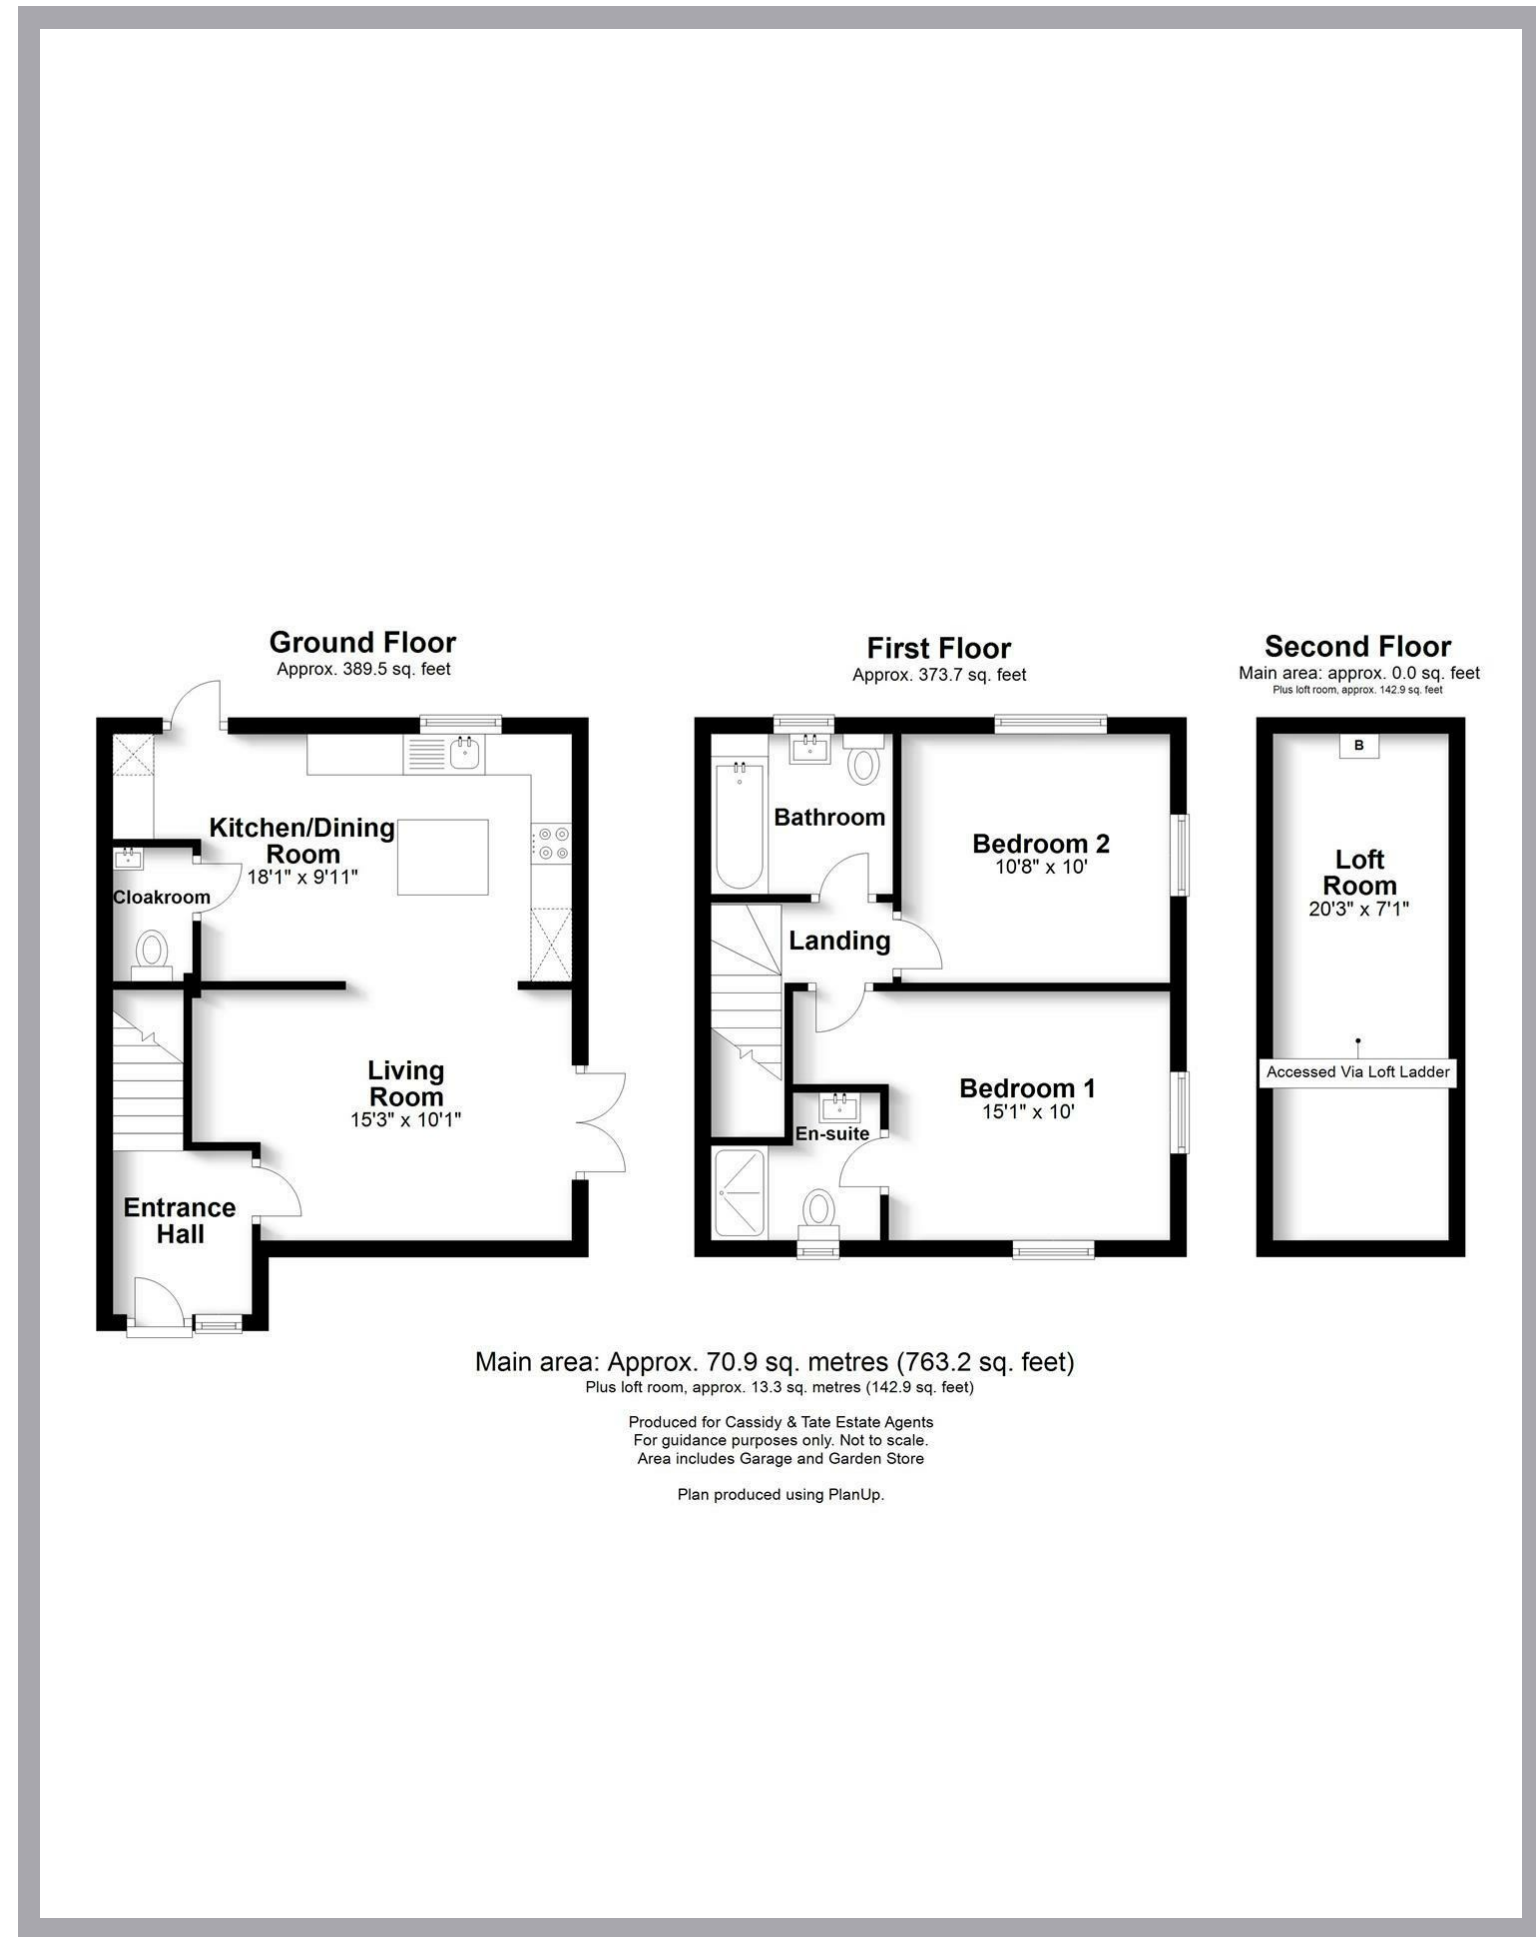 Ground Floor
Approx. 389.5 sq. feet
Kitchen/Dining
Room
18'1" x 9'11"
Cloakroom
Living
Room
15'3" x 10'1"
Entrance
Hall
First Floor
Approx. 373.7 sq. feet
Bathroom
Bedroom 2
10'8" x 10'
Landing
Bedroom 1
15'1" x 10'
En-suite
Second Floor
Main area: approx. 0.0 sq. feet
Plus loft room, approx. 142.9 sq. feet
B
Loft
Room
20'3" x 7'1"
Accessed Via Loft Ladder
Main area: Approx. 70.9 sq. metres (763.2 sq. feet)
Plus loft room, approx. 13.3 sq. metres (142.9 sq. feet)
Produced for Cassidy & Tate Estate Agents
For guidance purposes only. Not to scale.
Area includes Garage and Garden Store
Plan produced using PlanUp.